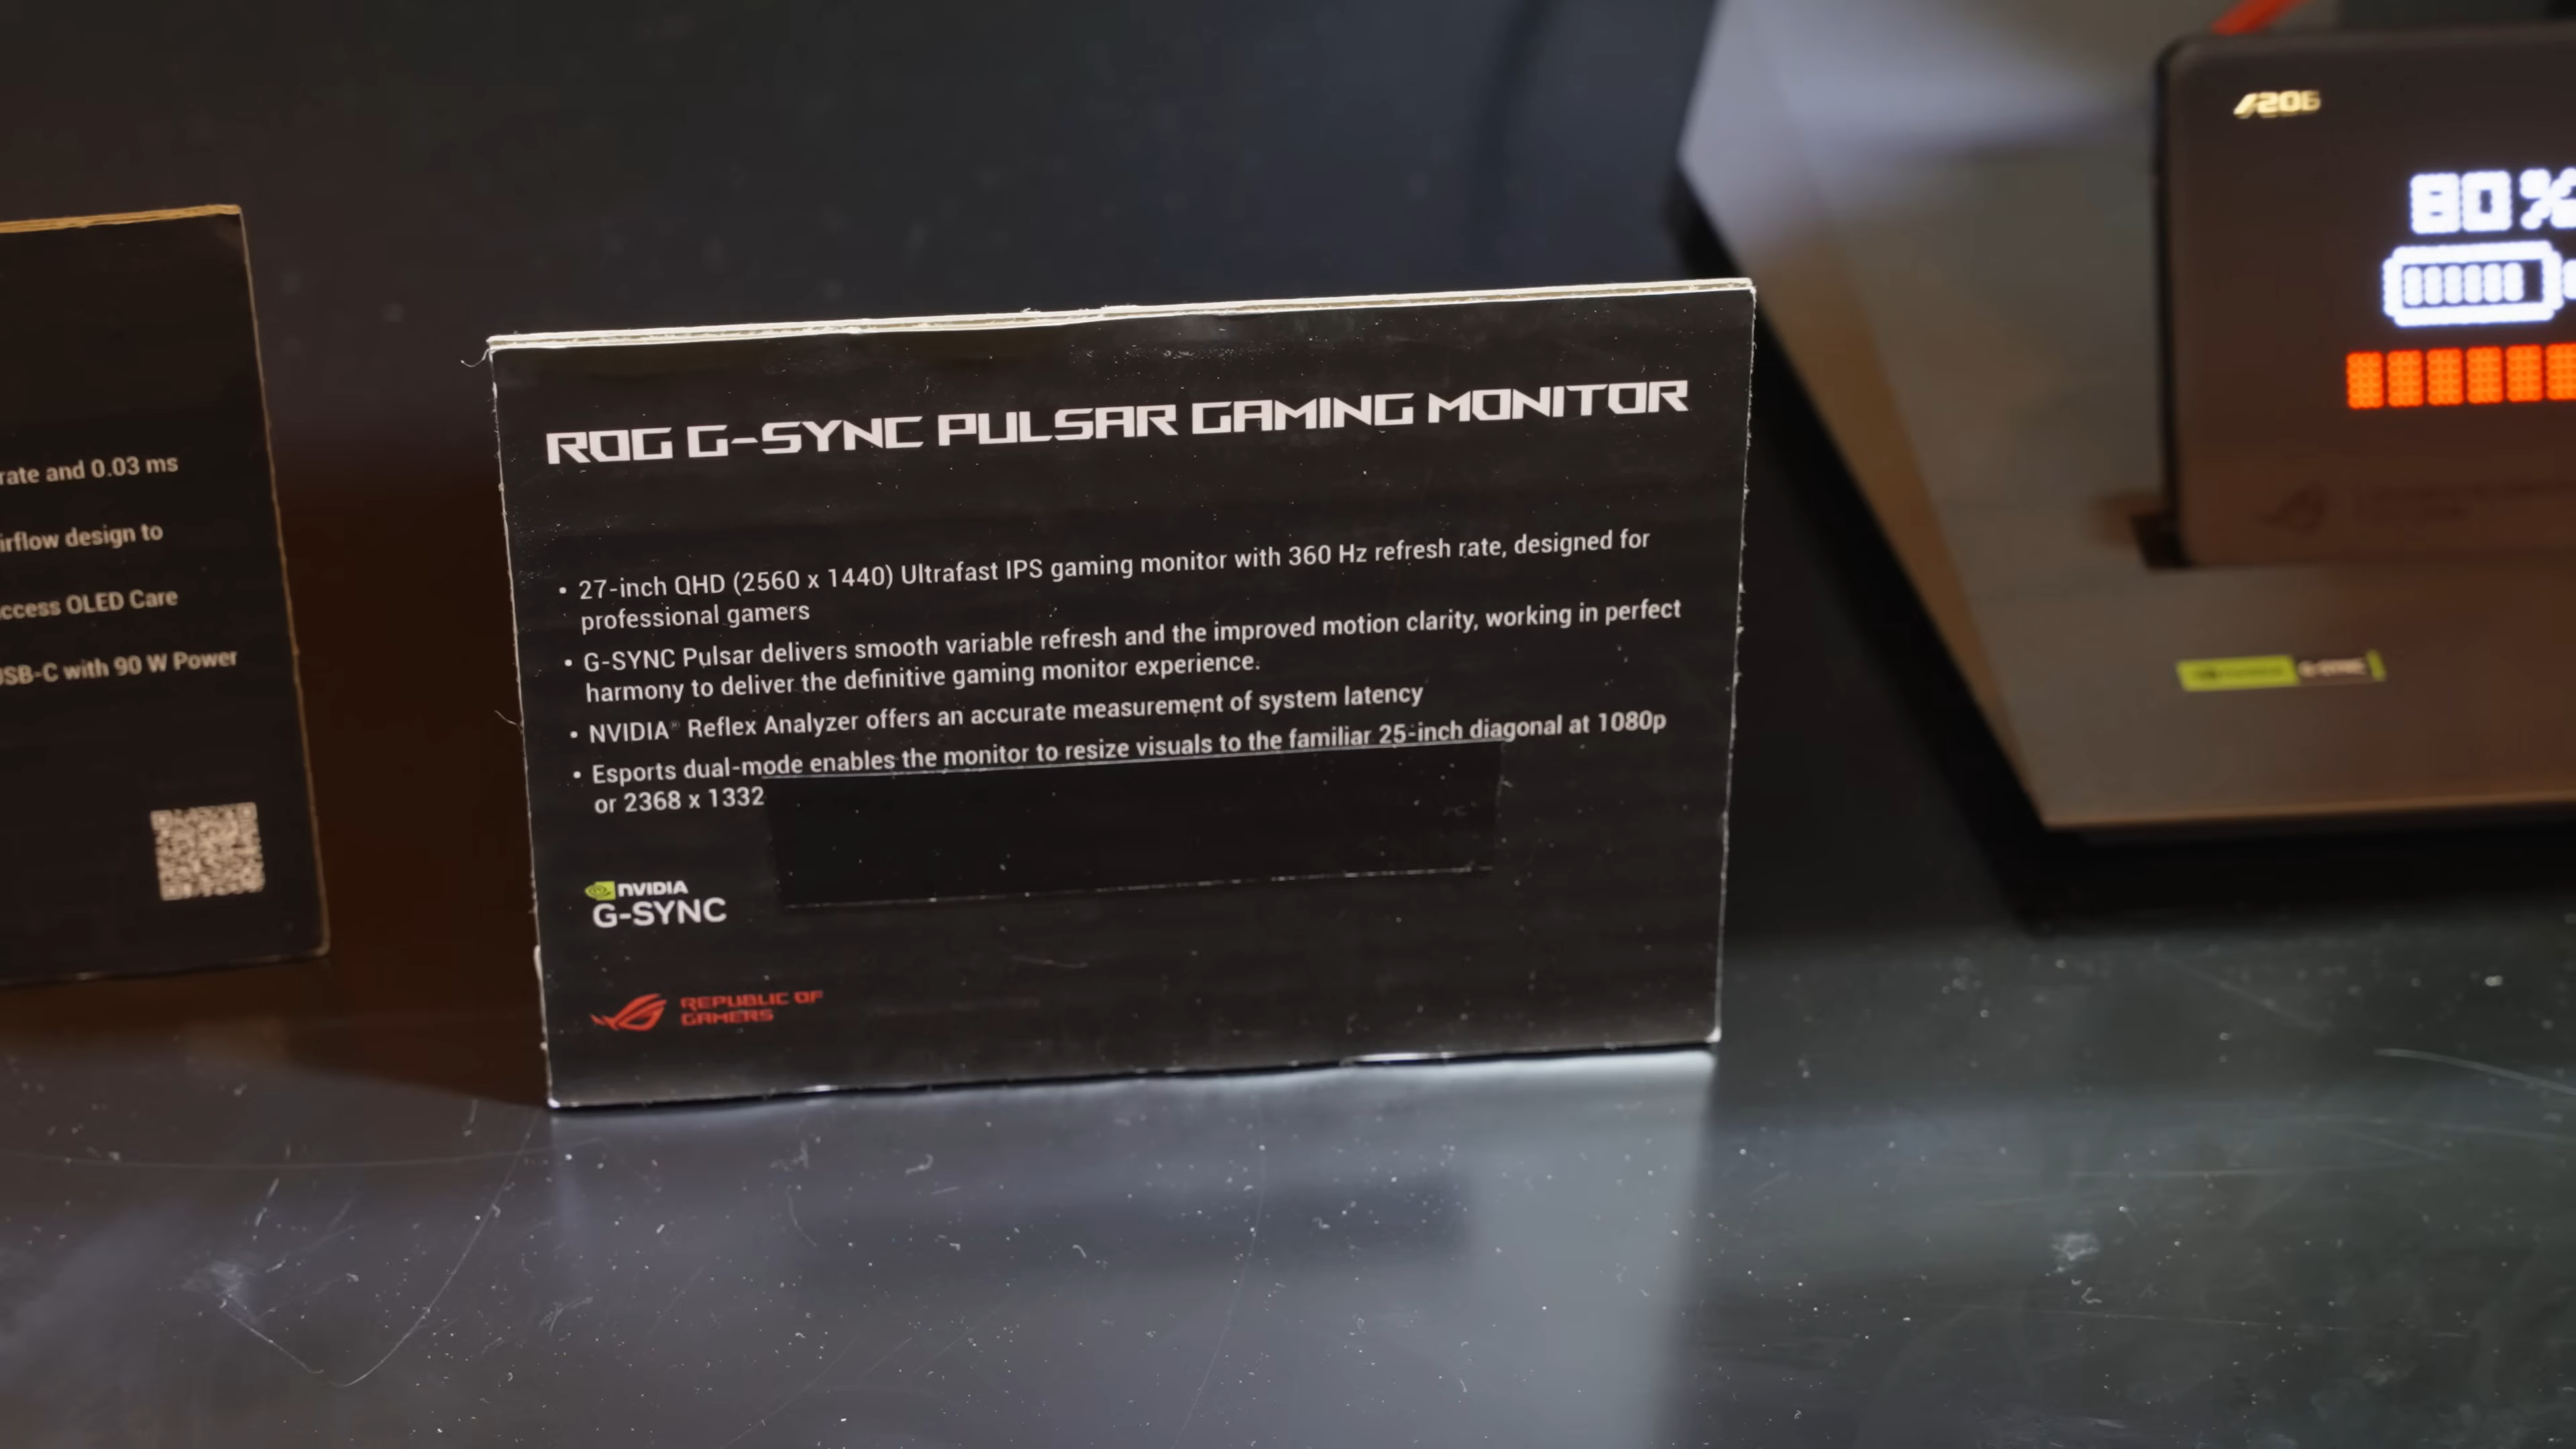 rate and 0.03 ms
irflow design to
ccess OLED Care
SB-C with 90 W Power
ROG G-SYNC PULSAR GAMING MONITOR
• 27-inch QHD (2560 x 1440) Ultrafast IPS gaming monitor with 360 Hz refresh rate, designed for
professional gamers
• G-SYNC Pulsar delivers smooth variable refresh and the improved motion clarity, working in perfect
harmony to deliver the definitive gaming monitor experience.
• NVIDIA® Reflex Analyzer offers an accurate measurement of system latency
• Esports dual-mode enables the monitor to resize visuals to the familiar 25-inch diagonal at 1080p
or 2368 x 1332
NVIDIA
G-SYNC
REPUBLIC OF
GAMERS
80%
G-SYNC